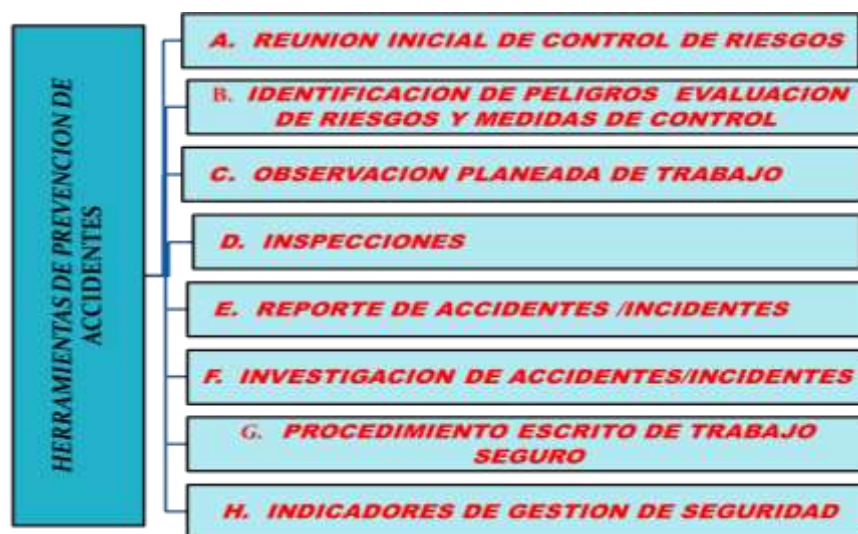 HERRAMIENTAS DE PREVENCION DE
ACCIDENTES
A. REUNION INICIAL DE CONTROL DE RIESGOS
B. IDENTIFICACION DE PELIGROS EVALUACION
DE RIESGOS Y MEDIDAS DE CONTROL
C. OBSERVACION PLANEADA DE TRABAJO
D. INSPECCIONES
E. REPORTE DE ACCIDENTES /INCIDENTES
F. INVESTIGACION DE ACCIDENTES/INCIDENTES
G. PROCEDIMIENTO ESCRITO DE TRABAJO
SEGURO
H. INDICADORES DE GESTION DE SEGURIDAD